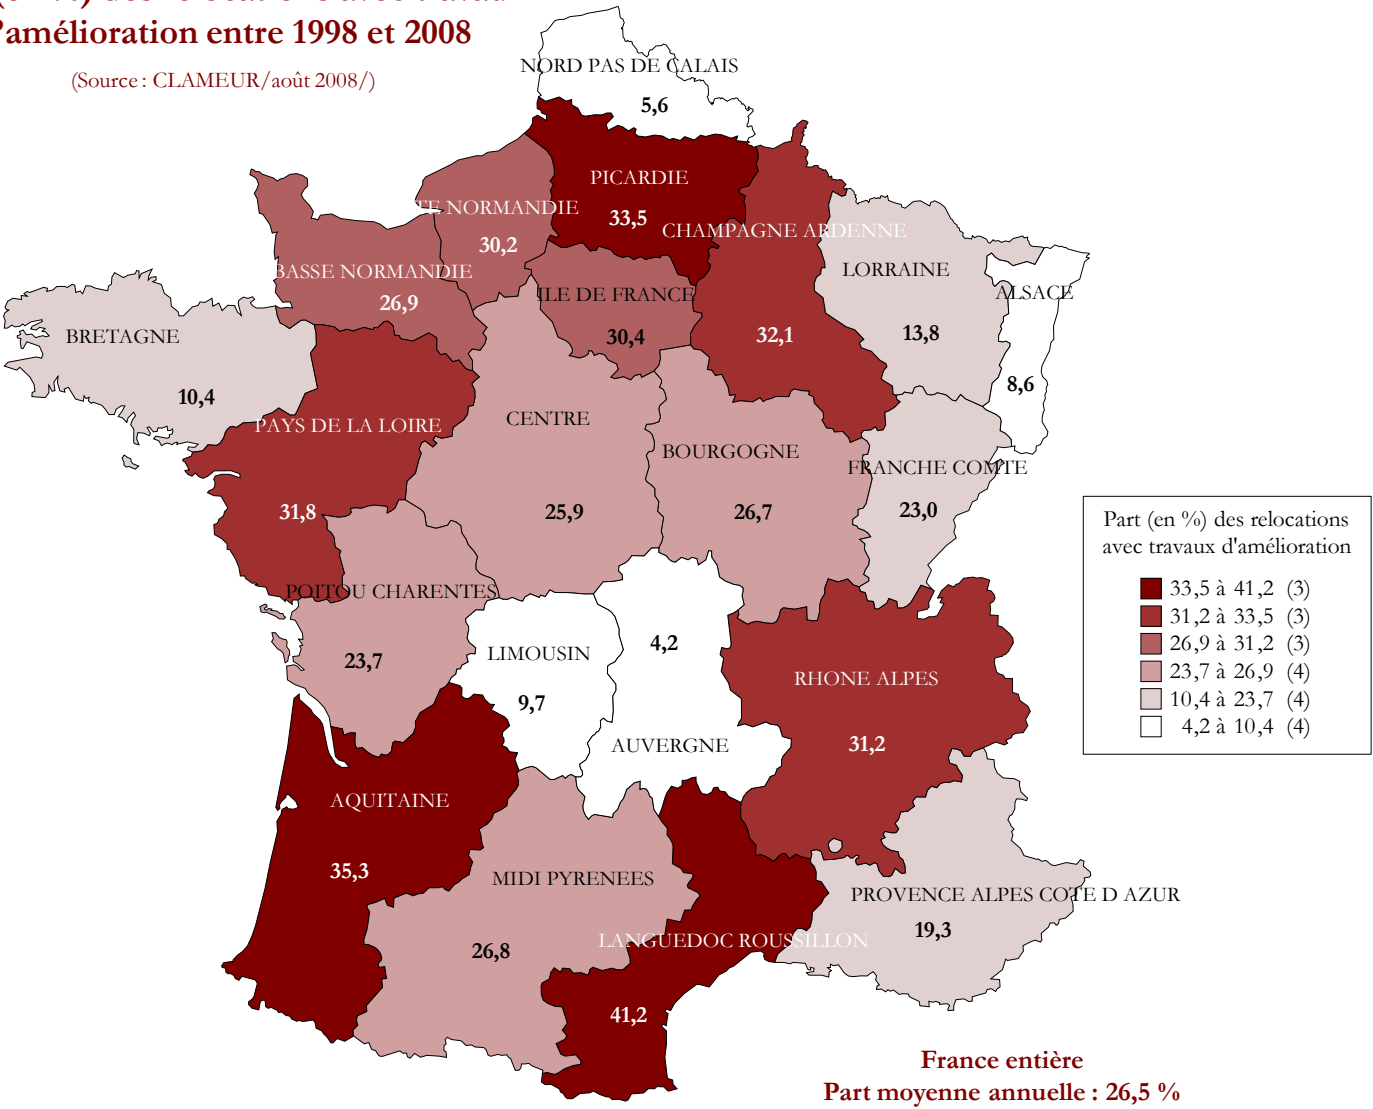 l'amélioration entre 1998 et 2008
(Source : CLAMEUR/août 2008/)
NORD PAS DE CALAIS
5,6
PICARDIE
33,5
NORMANDIE
30,2
CHAMPAGNE ARDENNE
32,1
BASSE NORMANDIE
26,9
ILE DE FRANCE
30,4
LORRAINE
13,8
ALSACE
8,6
BRETAGNE
10,4
PAYS DE LA LOIRE
31,8
CENTRE
25,9
BOURGOGNE
26,7
FRANCHE COMTE
23,0
POITOU CHARENTES
23,7
LIMOUSIN
9,7
4,2
AUVERGNE
RHONE ALPES
31,2
AQUITAINE
35,3
MIDI PYRENEES
26,8
LANGUEDOC ROUSSILLON
41,2
PROVENCE ALPES COTE D AZUR
19,3
Part (en %) des relocations
avec travaux d'amélioration
33,5 à 41,2 (3)
31,2 à 33,5 (3)
26,9 à 31,2 (3)
23,7 à 26,9 (4)
10,4 à 23,7 (4)
4,2 à 10,4 (4)
France entière
Part moyenne annuelle : 26,5 %